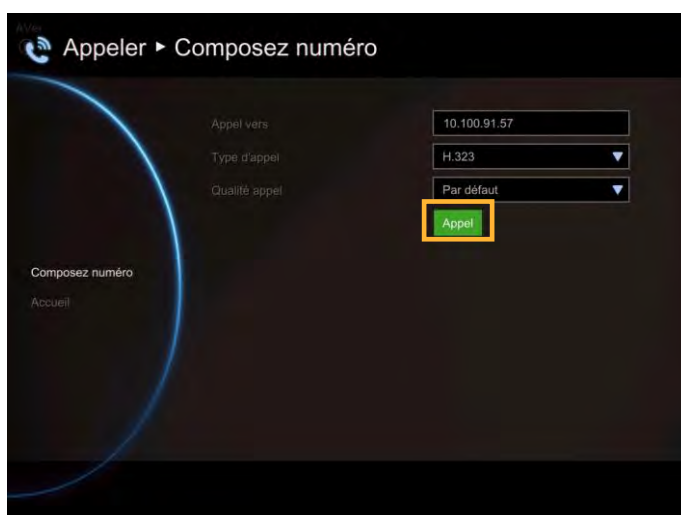 AVer
Appeler ► Composez numéro
Appel vers
10.100.91.57
Type d'appel
H.323
Qualité appel
Par défaut
Appel
Composez numéro
Accueil